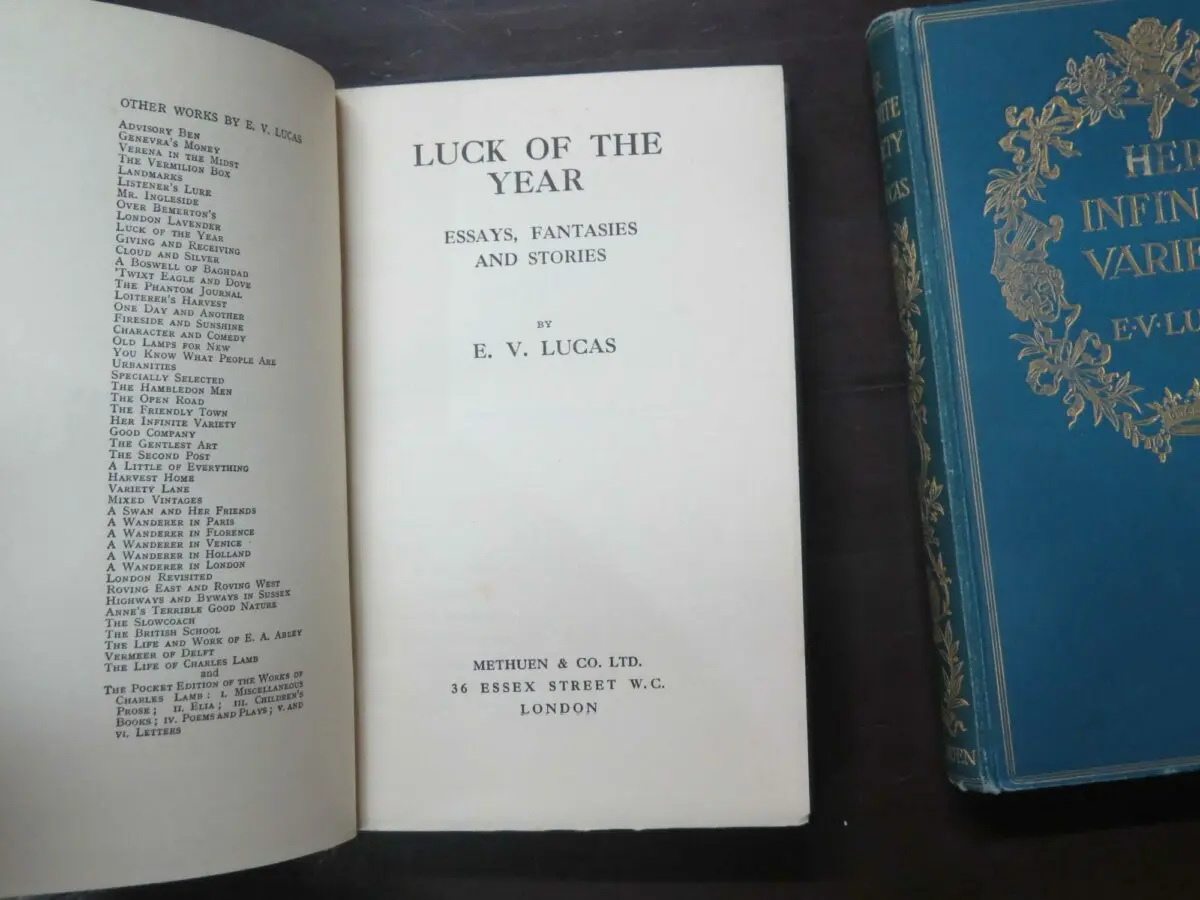 OTHER WORKS BY E. V. LUCAS
ADVISORY BEN
GENEVRA'S MONEY
VERENA IN THE MIDST
THE VERMILION BOX
LANDMARKS
LISTENER'S LURE
MR. INGLESIDE
OVER BEMERTON'S
LONDON LAVENDER
LUCK OF THE YEAR
GIVING AND RECEIVING
CLOUD AND SILVER
A BOSWELL OF BAGHDAD
'TWIXT EAGLE AND DOVE
THE PHANTOM JOURNAL
LOITERER'S HARVEST
ONE DAY AND ANOTHER
FIRESIDE AND SUNSHINE
CHARACTER AND COMEDY
OLD LAMPS FOR NEW
YOU KNOW WHAT PEOPLE ARE
URBANITIES
SPECIALLY SELECTED
THE HAMBLEDON MEN
THE OPEN ROAD
THE FRIENDLY TOWN
HER INFINITE VARIETY
GOOD COMPANY
THE GENTLEST ART
THE SECOND POST
A LITTLE OF EVERYTHING
HARVEST HOME
VARIETY LANE
MIXED VINTAGES
A SWAN AND HER FRIENDS
A WANDERER IN PARIS
A WANDERER IN FLORENCE
A WANDERER IN VENICE
A WANDERER IN HOLLAND
A WANDERER IN LONDON
LONDON REVISITED
ROVING EAST AND ROVING WEST
HIGHWAYS AND BYWAYS IN SUSSEX
ANNE'S TERRIBLE GOOD NATURE
THE SLOWCOACH
THE BRITISH SCHOOL
THE LIFE AND WORK OF E. A. ABBEY
VERMEER OF DELFT
THE LIFE OF CHARLES LAMB
and
THE POCKET EDITION OF THE WORKS OF
CHARLES LAMB: I. MISCELLANEOUS
PROSE; II. ELIA; III. CHILDREN'S
BOOKS; IV. POEMS AND PLAYS; V. AND
VI. LETTERS
LUCK OF THE
YEAR
ESSAYS, FANTASIES
AND STORIES
BY
E. V. LUCAS
METHUEN & CO. LTD.
36 ESSEX STREET W.C.
LONDON
HER
INFIN
VARIE
E·V·LU